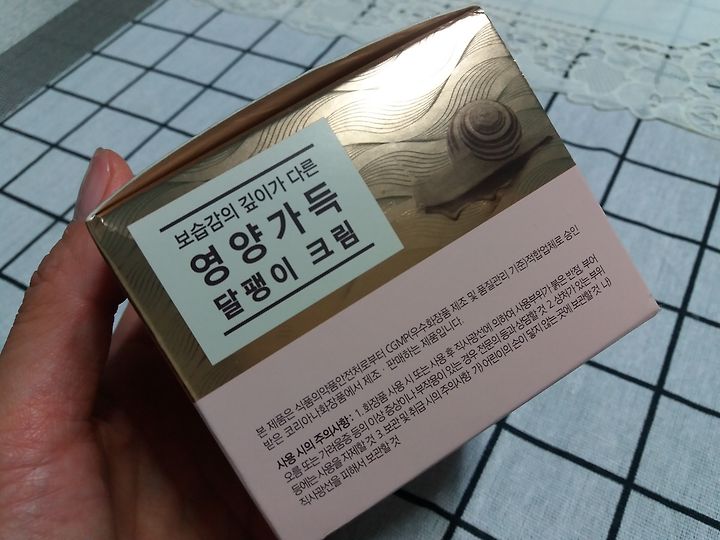 보습감의 깊이가 다른
영양가득
달팽이 크림
본 제품은 식품의약품안전처로부터 CGMP(우수화장품 제조 및 품질관리 기준)적합업체로 승인
받은 코리아나화장품에서 제조·판매하는 제품입니다.
사용 시의 주의사항: 1. 화장품 사용 시 또는 사용 후 직사광선에 의하여 사용부위가 붉은 반점, 부어
오름 또는 가려움증 등의 이상 증상이나 부작용이 있는 경우 전문의 등과 상담할 것 2. 상처가 있는 부위
등에는 사용을 자제할 것 3. 보관 및 취급 시의 주의사항 가) 어린이의 손이 닿지 않는 곳에 보관할 것 나)
직사광선을 피해서 보관할 것